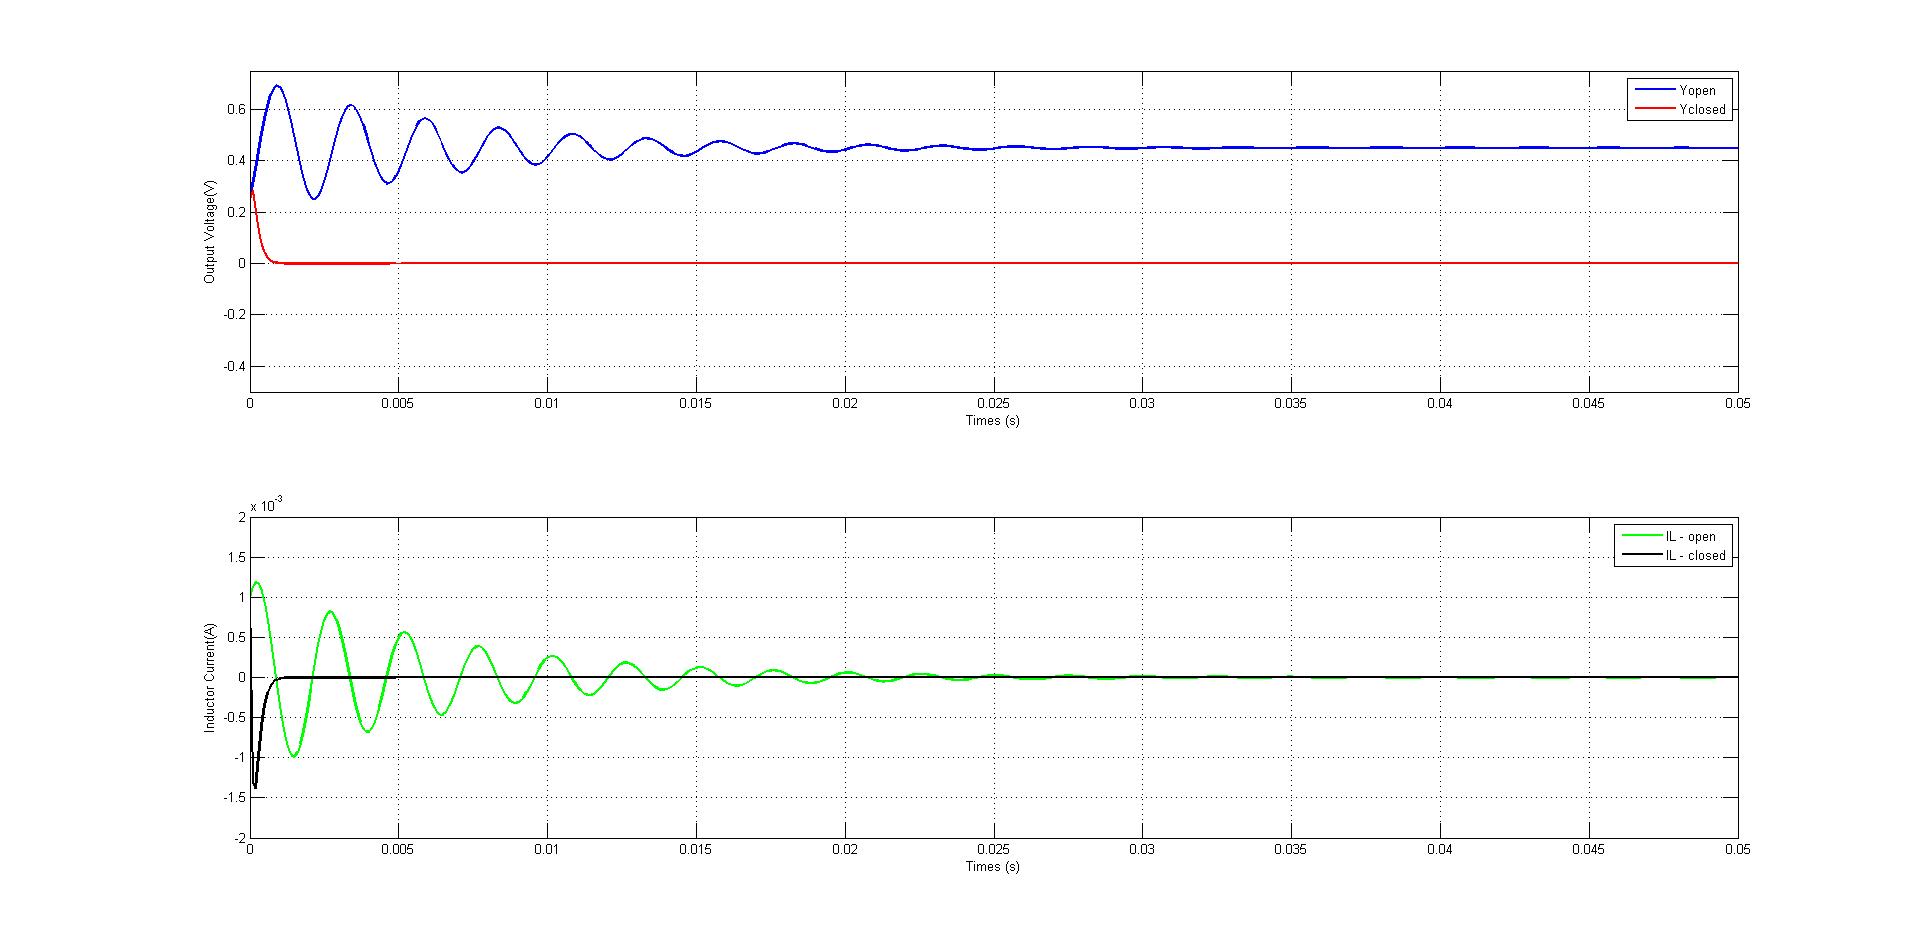 0.6
0.4
0.2
0
-0.2
-0.4
Output Voltage(V)
Yopen
Yclosed
0 0.005 0.01 0.015 0.02 0.025 0.03 0.035 0.04 0.045 0.05
Times (s)
x 10-3
2
1.5
1
0.5
0
-0.5
-1
-1.5
-2
Inductor Current(A)
IL - open
IL - closed
0 0.005 0.01 0.015 0.02 0.025 0.03 0.035 0.04 0.045 0.05
Times (s)